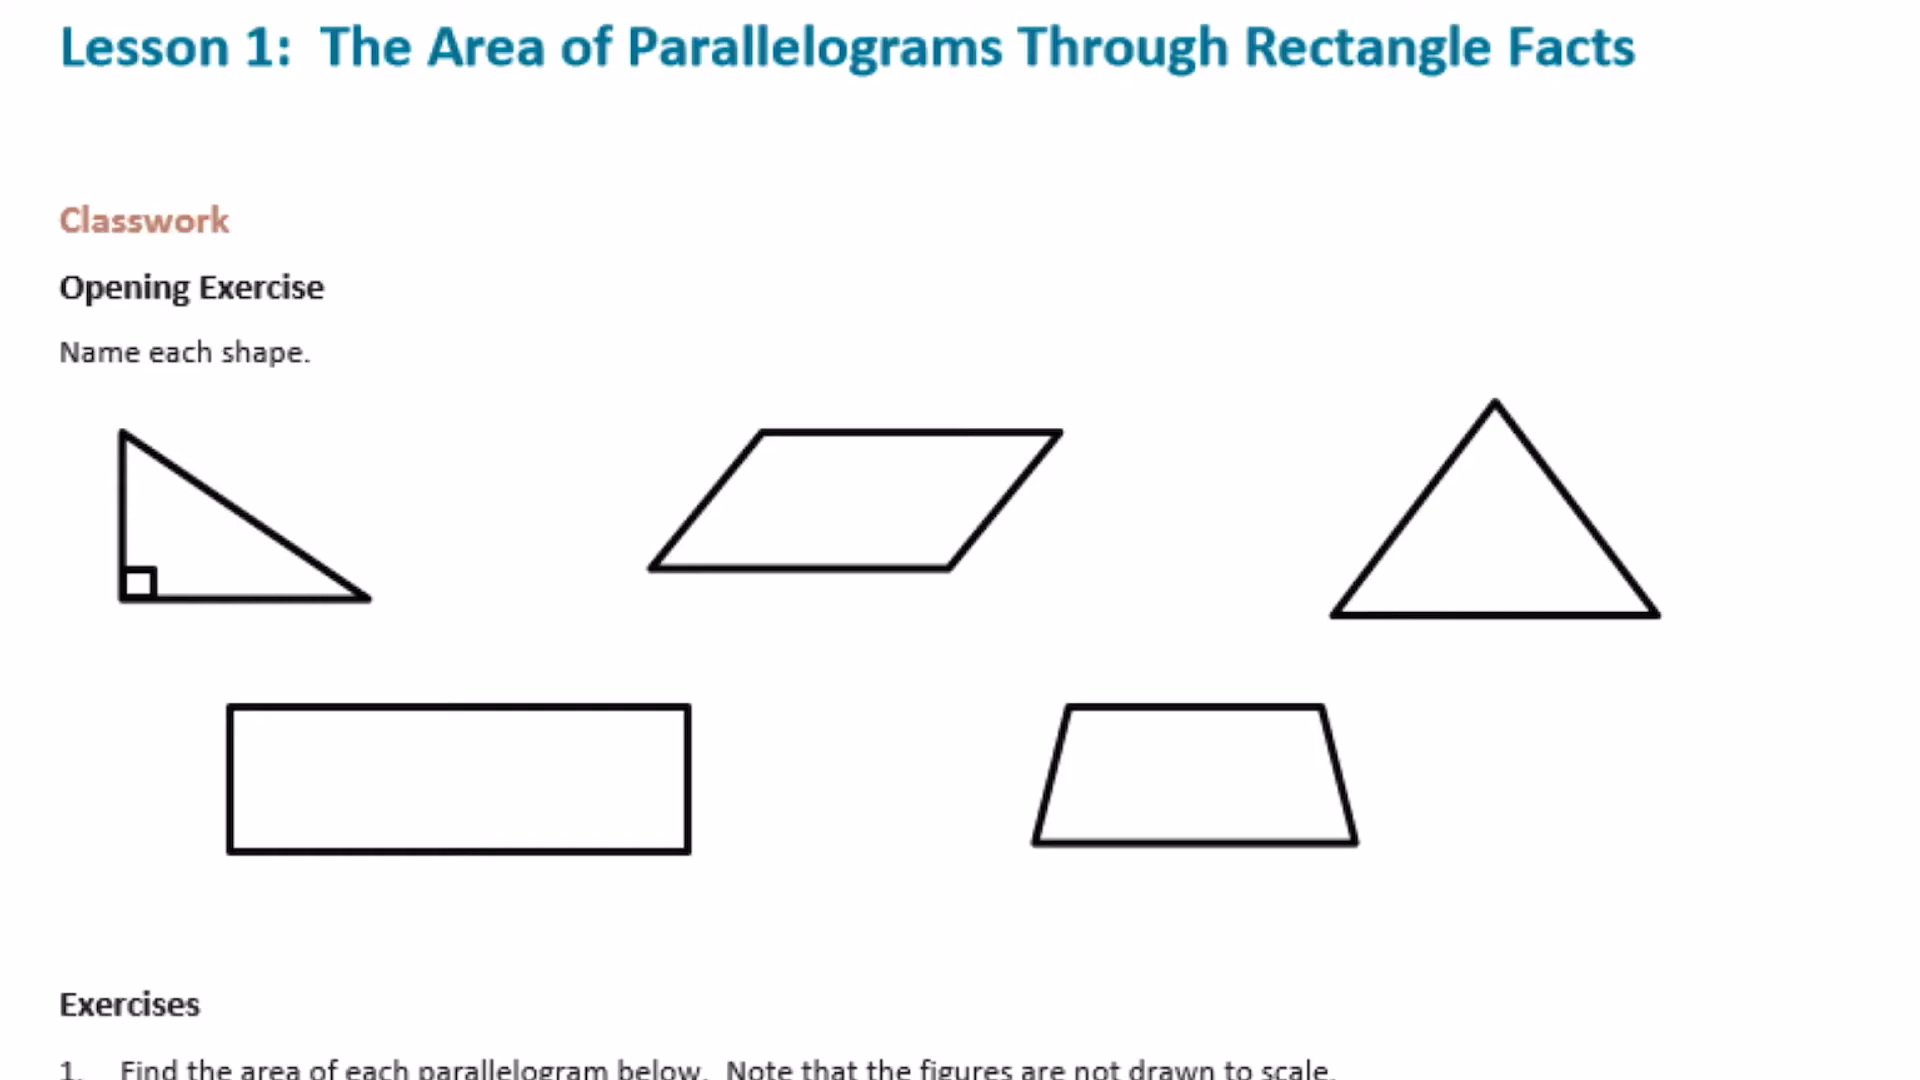 Lesson 1: The Area of Parallelograms Through Rectangle Facts
Classwork
Opening Exercise
Name each shape.
Exercises
1. Find the area of each parallelogram below. Note that the figures are not drawn to scale.